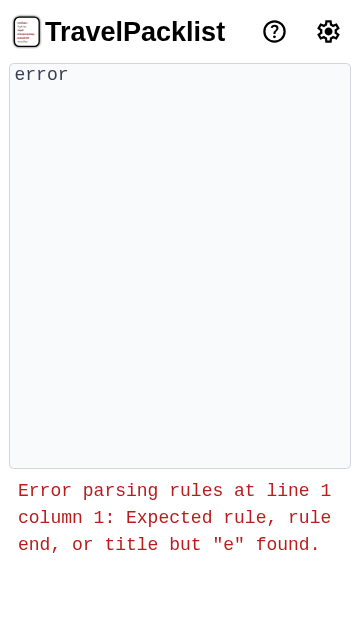 TravelPacklist
error
Error parsing rules at line 1
column 1: Expected rule, rule
end, or title but "e" found.